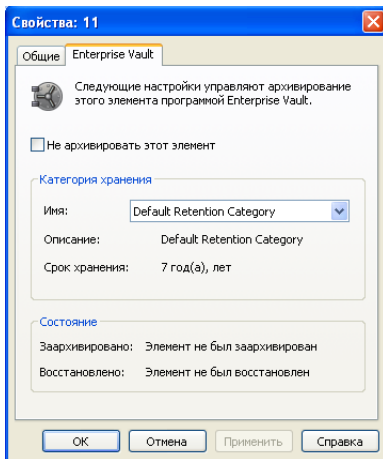 Свойства: 11
Общие
Enterprise Vault
Следующие настройки управляют архивирование
этого элемента программой Enterprise Vault.
Не архивировать этот элемент
Категория хранения
Имя: Default Retention Category
Описание: Default Retention Category
Срок хранения: 7 год(а), лет
Состояние
Заархивировано: Элемент не был заархивирован
Восстановлено: Элемент не был восстановлен
ОК Отмена Применить Справка